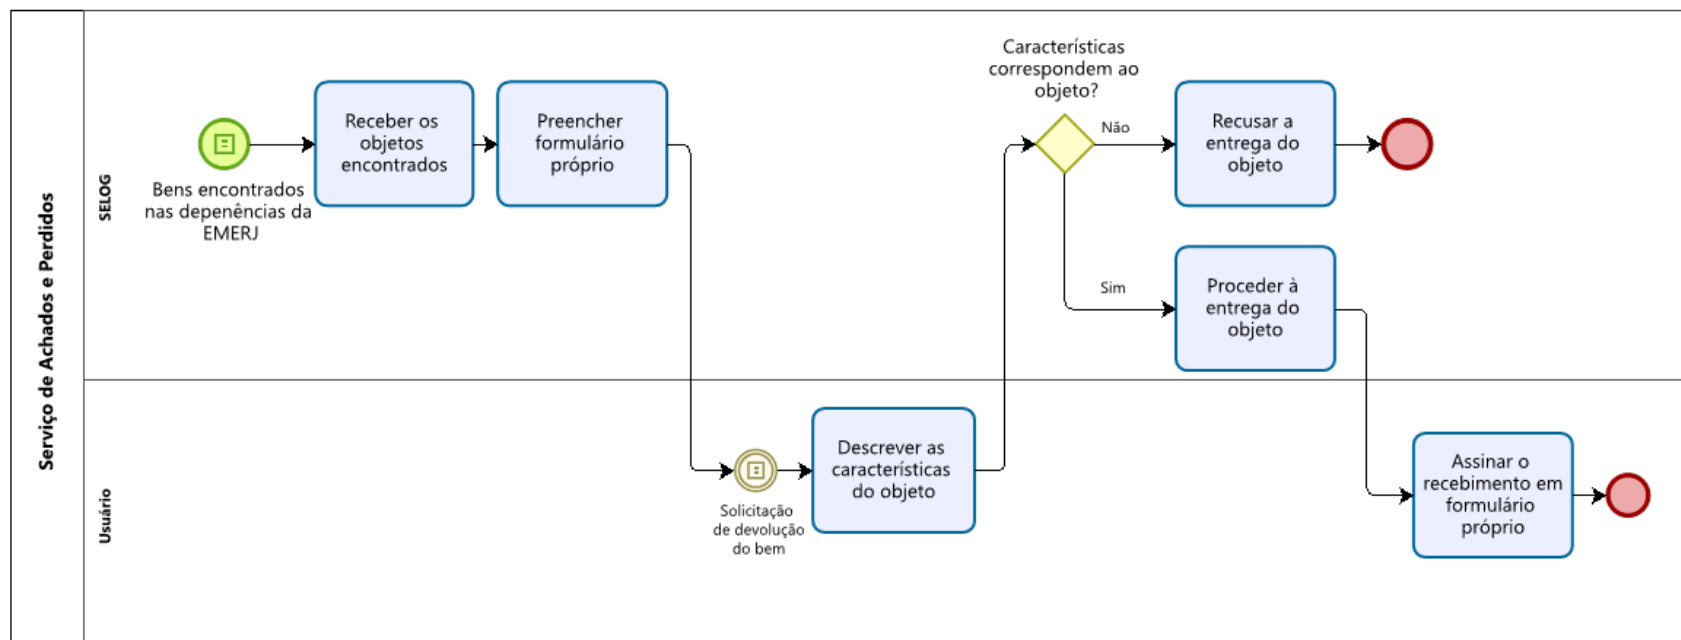 Serviço de Achados e Perdidos
SELOG
Bens encontrados
nas depenências da
EMERJ
Receber os
objetos
encontrados
Preencher
formulário
próprio
Características
correspondem ao
objeto?
Não
Recusar a
entrega do
objeto
Sim
Proceder à
entrega do
objeto
Usuário
Solicitação
de devolução
do bem
Descrever as
características
do objeto
Assinar o
recebimento em
formulário
próprio